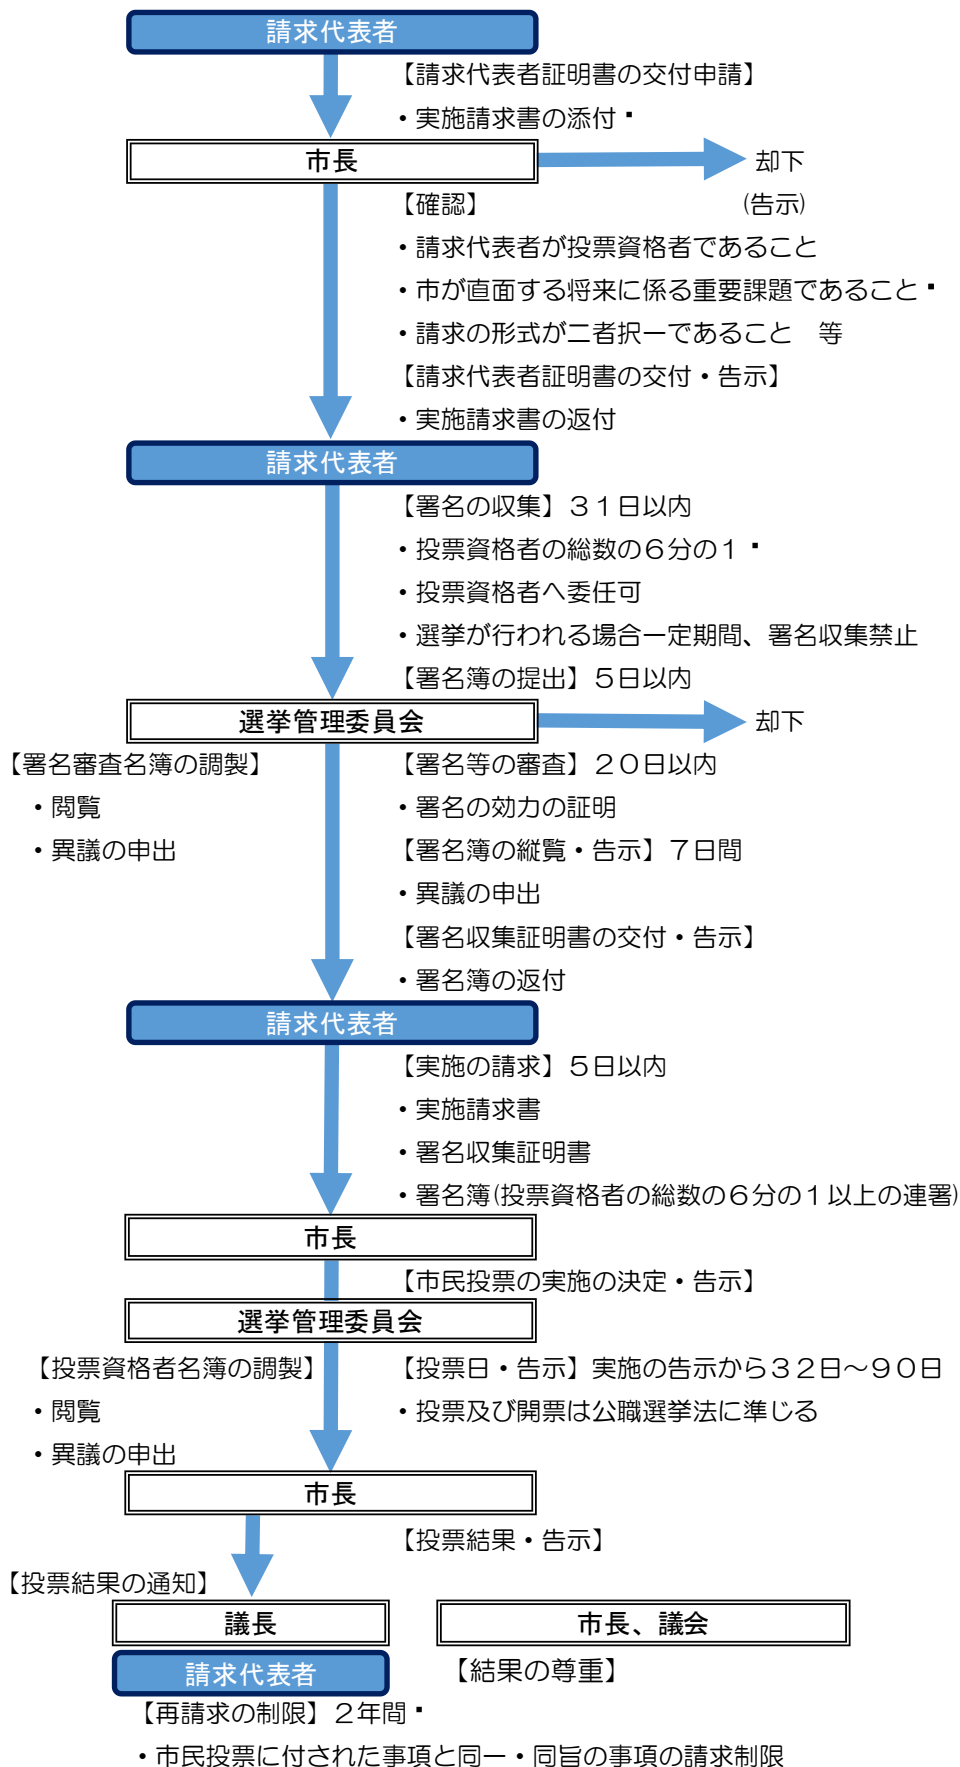 請求代表者
【請求代表者証明書の交付申請】
・実施請求書の添付▪
市長
却下
【確認】
(告示)
・請求代表者が投票資格者であること
・市が直面する将来に係る重要課題であること▪
・請求の形式が二者択一であること　等
【請求代表者証明書の交付・告示】
・実施請求書の返付
請求代表者
【署名の収集】３１日以内
・投票資格者の総数の６分の１▪
・投票資格者へ委任可
・選挙が行われる場合一定期間、署名収集禁止
【署名簿の提出】５日以内
選挙管理委員会
却下
【署名審査名簿の調製】
・閲覧
・異議の申出
【署名等の審査】２０日以内
・署名の効力の証明
【署名簿の縦覧・告示】７日間
・異議の申出
【署名収集証明書の交付・告示】
・署名簿の返付
請求代表者
【実施の請求】５日以内
・実施請求書
・署名収集証明書
・署名簿(投票資格者の総数の６分の１以上の連署)
市長
【市民投票の実施の決定・告示】
選挙管理委員会
【投票資格者名簿の調製】
・閲覧
・異議の申出
【投票日・告示】実施の告示から３２日～９０日
・投票及び開票は公職選挙法に準じる
市長
【投票結果・告示】
【投票結果の通知】
議長
市長、議会
請求代表者
【結果の尊重】
【再請求の制限】２年間▪
・市民投票に付された事項と同一・同旨の事項の請求制限